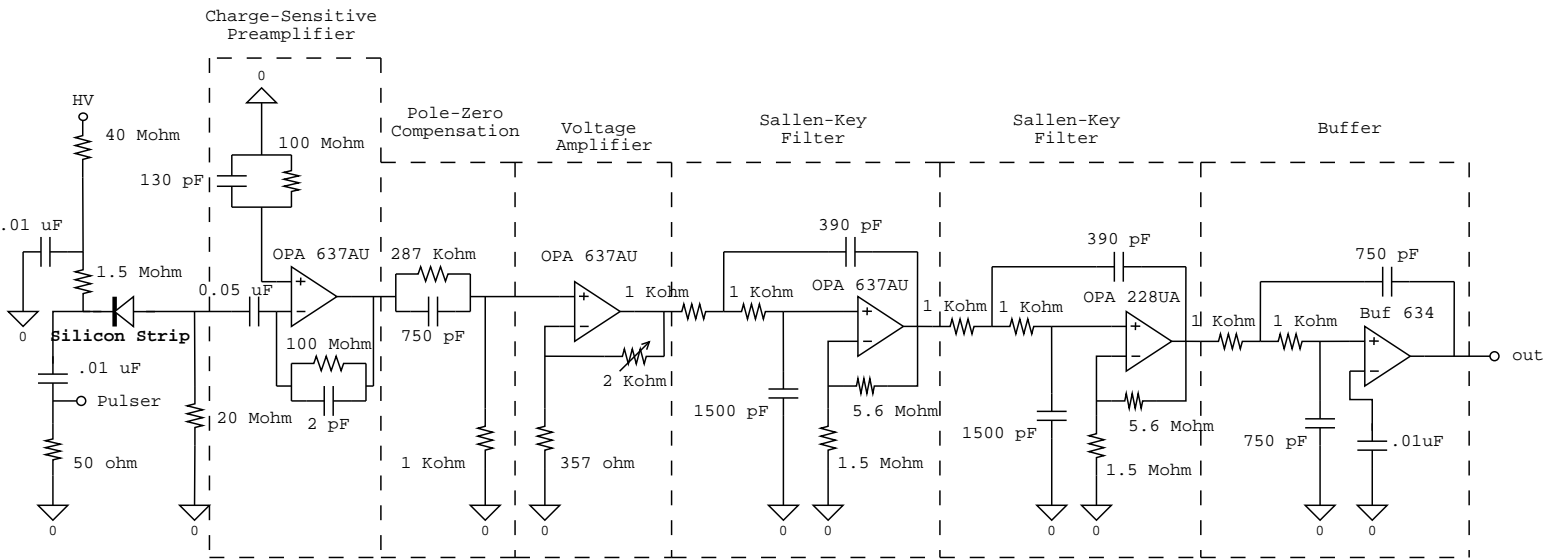 Charge-Sensitive
Preamplifier
0
HV
40 Mohm
100 Mohm
130 pF
.01 uF
1.5 Mohm
0
Silicon Strip
.01 uF
Pulser
50 ohm
0
0.05 uF
OPA 637AU
+
−
100 Mohm
2 pF
20 Mohm
0
Pole-Zero
Compensation
287 Kohm
750 pF
1 Kohm
0
Voltage
Amplifier
OPA 637AU
+
−
2 Kohm
357 ohm
0
Sallen-Key
Filter
390 pF
1 Kohm
1 Kohm
OPA 637AU
+
−
1500 pF
5.6 Mohm
1.5 Mohm
0
0
Sallen-Key
Filter
390 pF
1 Kohm
1 Kohm
OPA 228UA
+
−
1500 pF
5.6 Mohm
1.5 Mohm
0
0
Buffer
750 pF
1 Kohm
1 Kohm
Buf 634
+
−
out
750 pF
.01uF
0
0